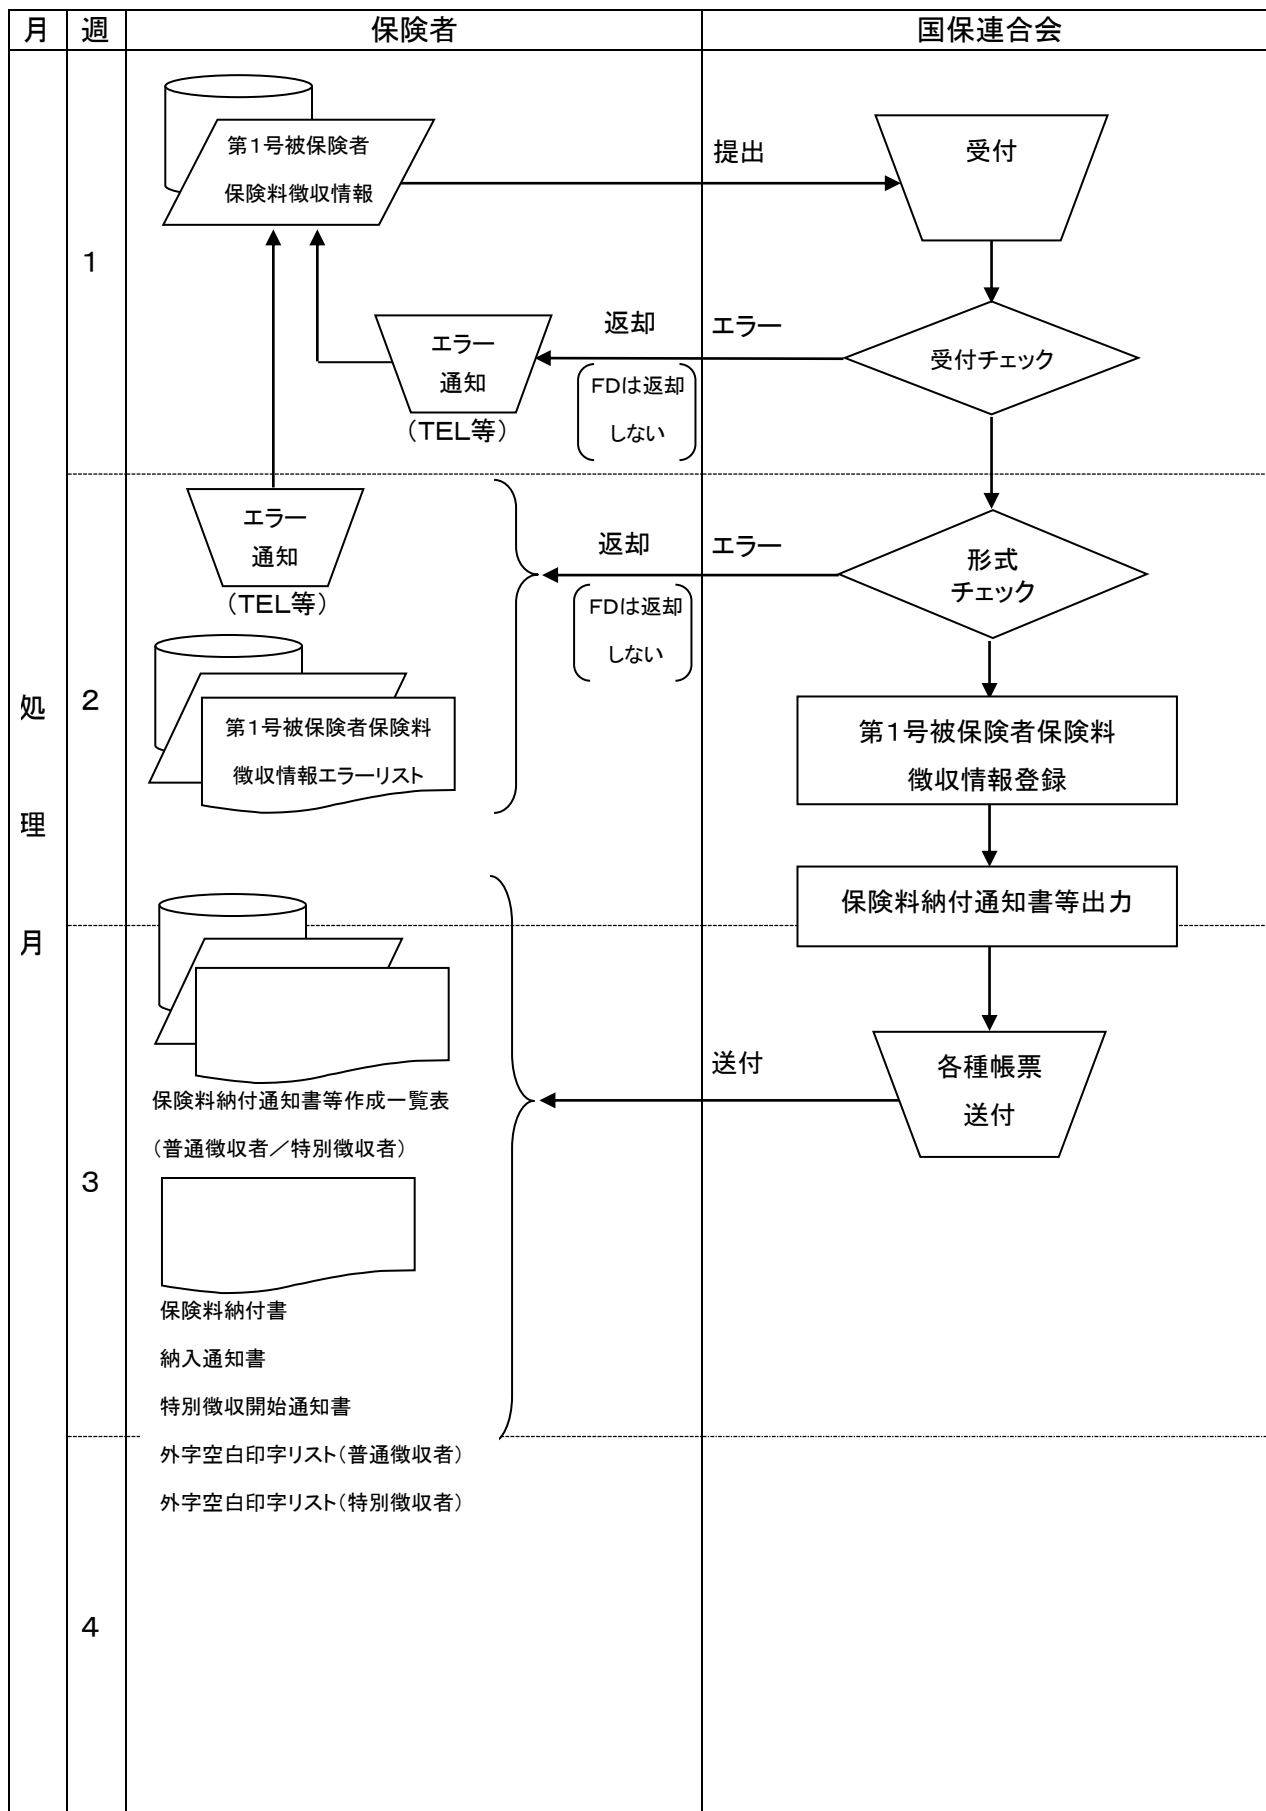 月 週 保険者 国保連合会
第１号被保険者
保険料徴収情報
提出
受付
1
返却 エラー
受付チェック
エラー
通知
（TEL等）
FDは返却
しない
エラー
通知
（TEL等）
返却 エラー
形式
チェック
FDは返却
しない
処
理
月
2
第１号被保険者保険料
徴収情報エラーリスト
第１号被保険者保険料
徴収情報登録
保険料納付通知書等出力
送付
各種帳票
送付
保険料納付通知書等作成一覧表
（普通徴収者／特別徴収者）
3
保険料納付書
納入通知書
特別徴収開始通知書
外字空白印字リスト（普通徴収者）
外字空白印字リスト（特別徴収者）
4